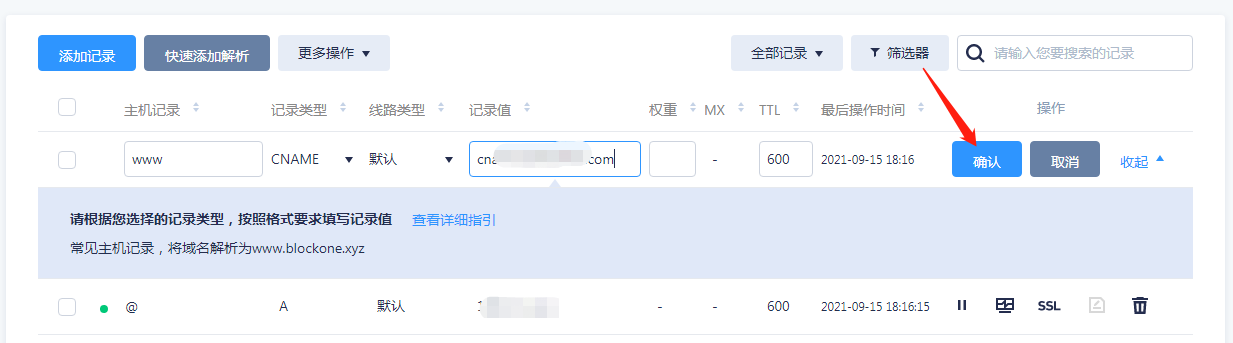 添加记录 快速添加解析 更多操作 全部记录 筛选器 请输入您要搜索的记录
主机记录 记录类型 线路类型 记录值 权重 MX TTL 最后操作时间 操作
www CNAME 默认 com - 600 2021-09-15 18:16 确认 取消 收起
请根据您选择的记录类型，按照格式要求填写记录值 查看详细指引
常见主机记录，将域名解析为www.blockone.xyz
@ A 默认 - - 600 2021-09-15 18:16:15 SSL